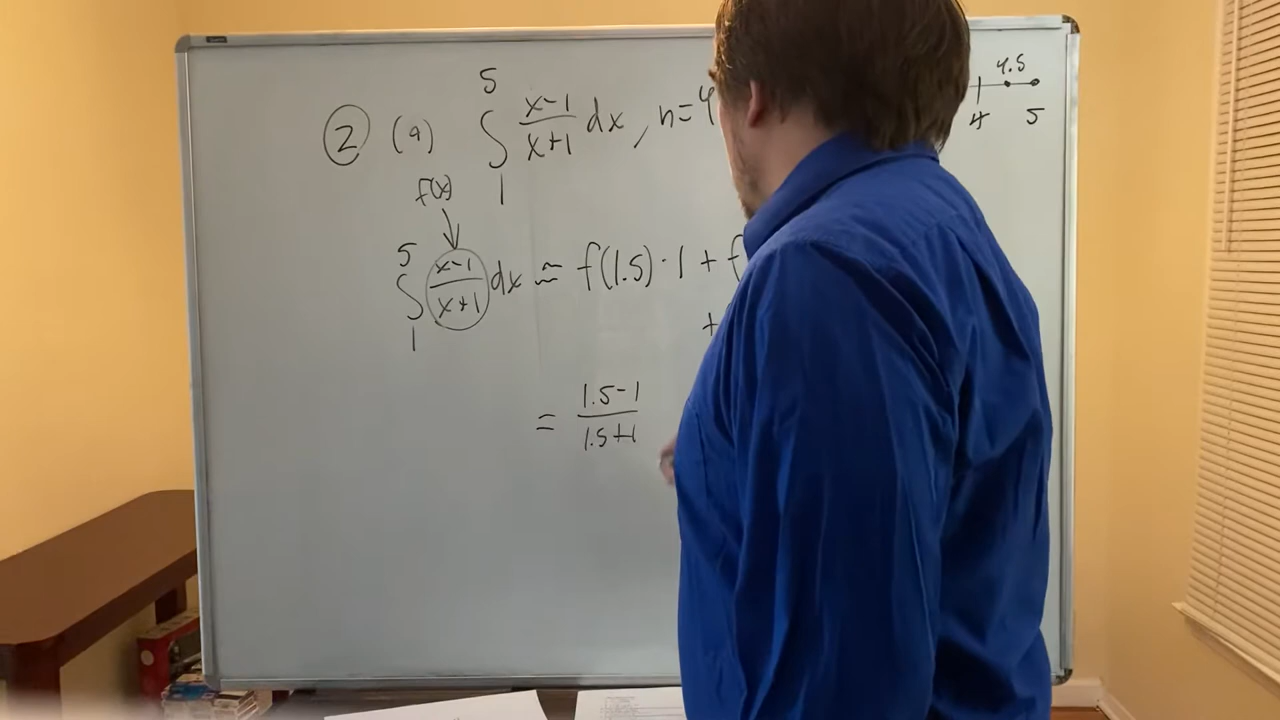 ② (a) ∫₁⁵ (x-1)/(x+1) dx, n=4
4.5
4 5
f(x)
∫₁⁵ (x-1)/(x+1) dx ≈ f(1.5)·1 + f
+
= (1.5-1)/(1.5+1)